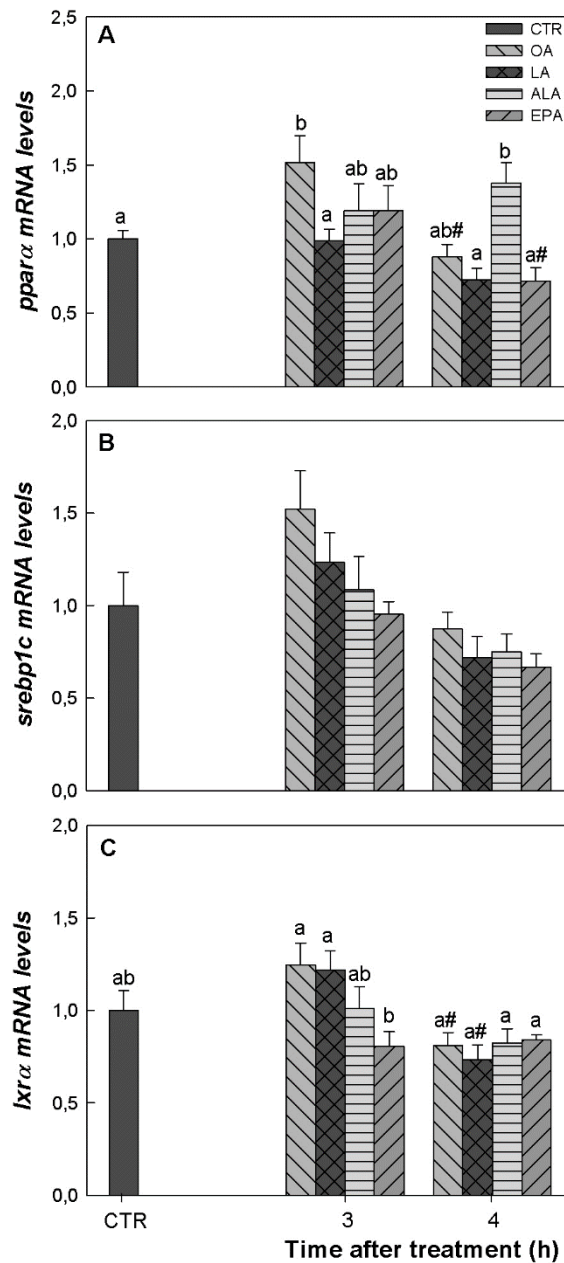 A
CTR
OA
LA
ALA
EPA
pparα mRNA levels
2,5
2,0
1,5
1,0
0,5
0,0
a
b
a
ab
ab
ab#
a
b
a#
B
srebp1c mRNA levels
2,0
1,5
1,0
0,5
0,0
C
lxrα mRNA levels
2,0
1,5
1,0
0,5
0,0
ab
a
a
ab
b
a#
a#
a
a
CTR
3
4
Time after treatment (h)